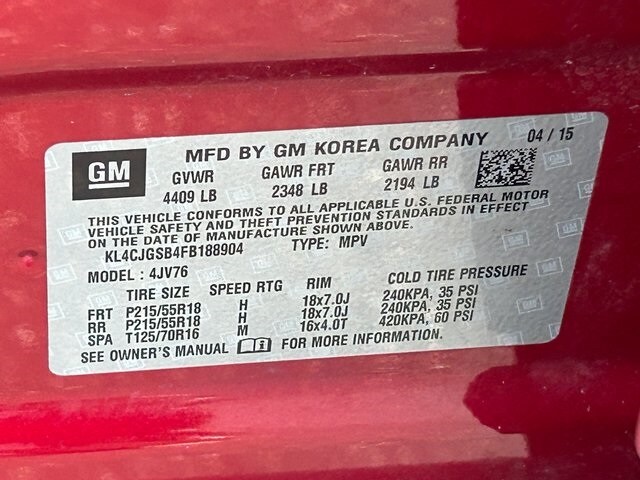 GM MFD BY GM KOREA COMPANY 04 / 15
GVWR GAWR FRT GAWR RR
4409 LB 2348 LB 2194 LB
THIS VEHICLE CONFORMS TO ALL APPLICABLE U.S. FEDERAL MOTOR
VEHICLE SAFETY AND THEFT PREVENTION STANDARDS IN EFFECT
ON THE DATE OF MANUFACTURE SHOWN ABOVE.
KL4CJGSB4FB188904 TYPE: MPV
MODEL : 4JV76
TIRE SIZE SPEED RTG RIM COLD TIRE PRESSURE
FRT P215/55R18 H 18x7.0J 240KPA, 35 PSI
RR P215/55R18 H 18x7.0J 240KPA, 35 PSI
SPA T125/70R16 M 16x4.0T 420KPA, 60 PSI
SEE OWNER'S MANUAL FOR MORE INFORMATION.